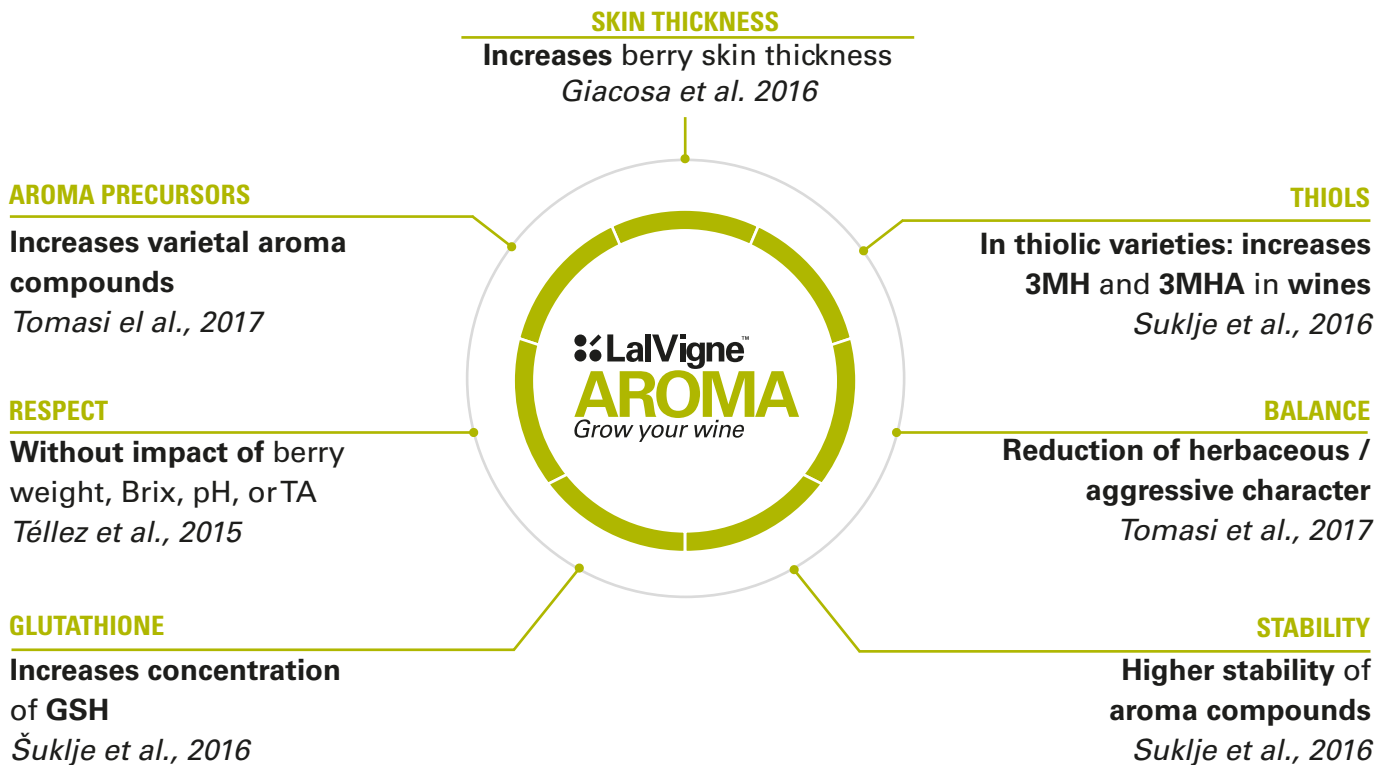 SKIN THICKNESS
Increases berry skin thickness
Giacosa et al. 2016
AROMA PRECURSORS
Increases varietal aroma
compounds
Tomasi el al., 2017
THIOLS
In thiolic varieties: increases
3MH and 3MHA in wines
Suklje et al., 2016
LalVigne™
AROMA
Grow your wine
RESPECT
Without impact of berry
weight, Brix, pH, or TA
Téllez et al., 2015
BALANCE
Reduction of herbaceous /
aggressive character
Tomasi et al., 2017
GLUTATHIONE
Increases concentration
of GSH
Šuklje et al., 2016
STABILITY
Higher stability of
aroma compounds
Suklje et al., 2016